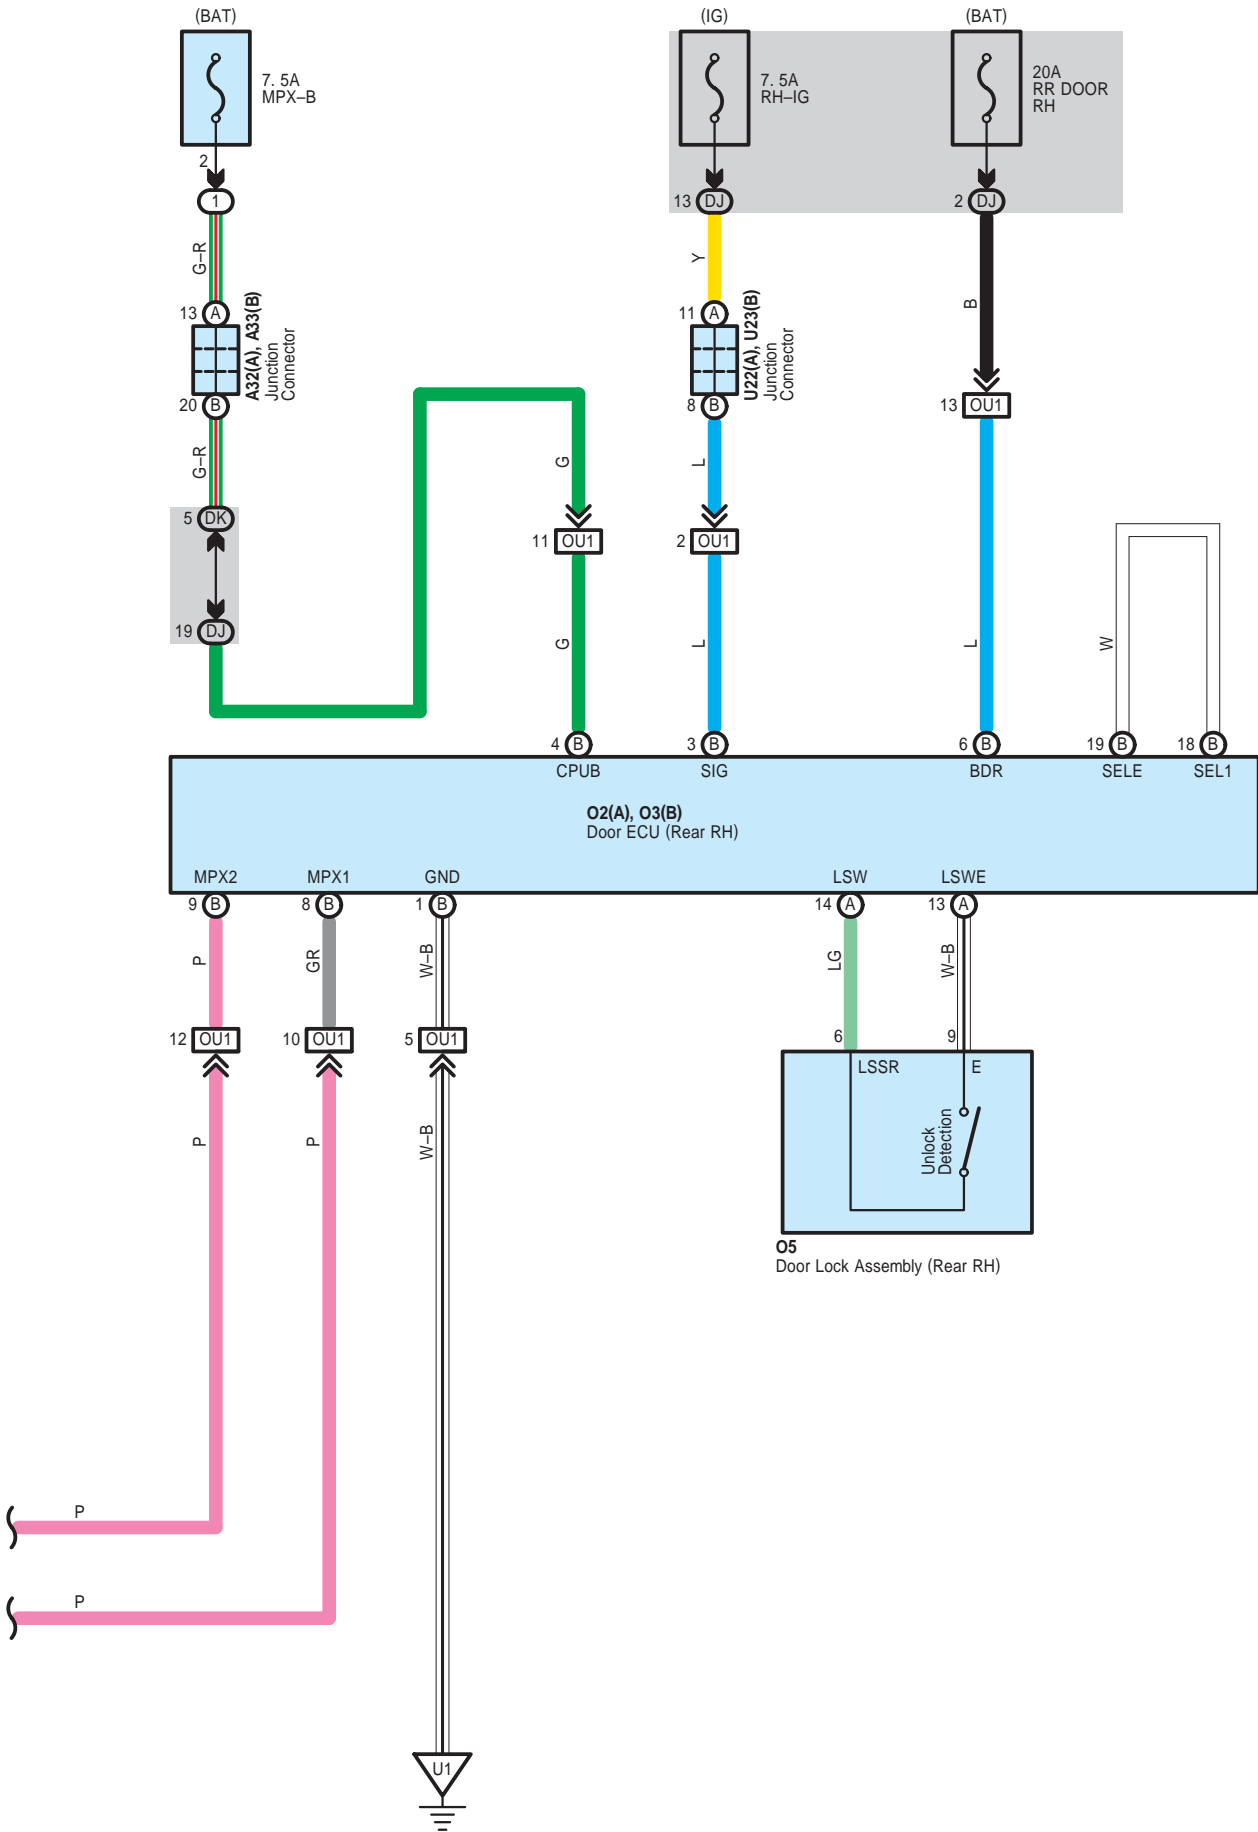 (BAT)
(IG)
(BAT)
7. 5A
MPX–B
7. 5A
RH–IG
20A
RR DOOR
RH
2
1
13 DJ
2 DJ
G–R
Y
B
13 A
A32(A), A33(B)
Junction
Connector
20 B
11 A
U22(A), U23(B)
Junction
Connector
8 B
13 OU1
G–R
G
L
5 DK
11 OU1
2 OU1
19 DJ
G
L
L
W
4 B
3 B
6 B
19 B
18 B
CPUB
SIG
BDR
SELE
SEL1
O2(A), O3(B)
Door ECU (Rear RH)
MPX2
MPX1
GND
LSW
LSWE
9 B
8 B
1 B
14 A
13 A
P
GR
W–B
LG
W–B
12 OU1
10 OU1
5 OU1
6
9
LSSR
E
P
P
W–B
Unlock
Detection
O5
Door Lock Assembly (Rear RH)
P
P
U1